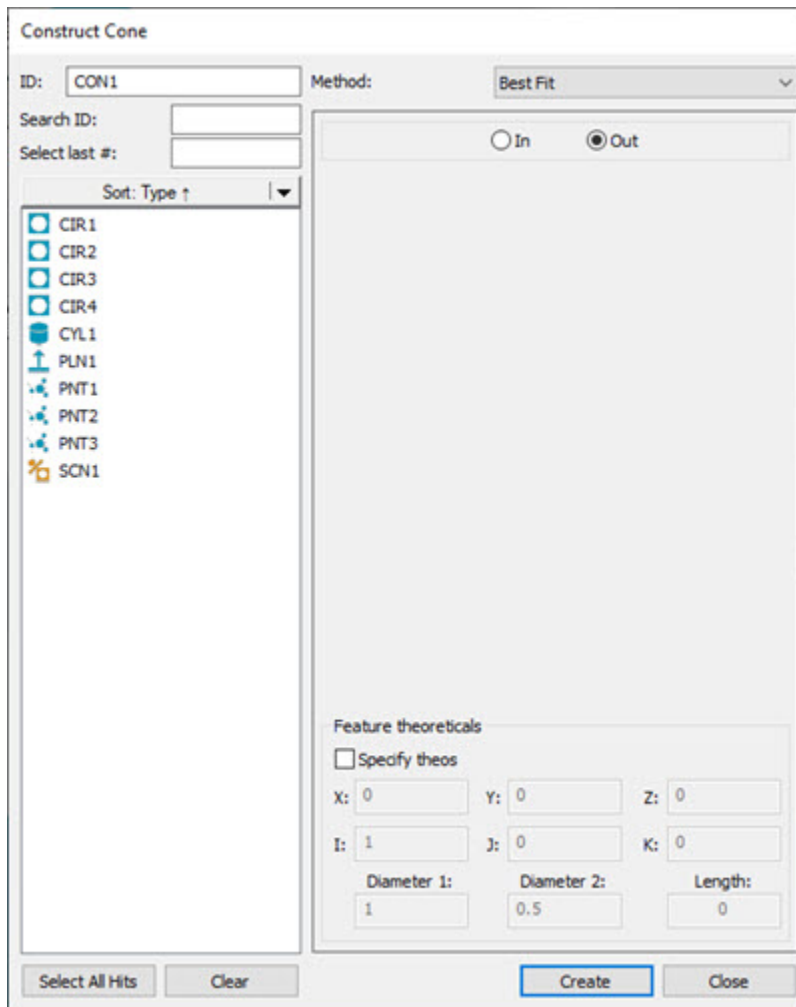 Construct Cone
ID: CON1 Method: Best Fit
Search ID:
Select last #:
In Out
Sort: Type ↑
CIR1
CIR2
CIR3
CIR4
CYL1
PLN1
PNT1
PNT2
PNT3
SCN1
Feature theoreticals
Specify theos
X: 0 Y: 0 Z: 0
I: 1 J: 0 K: 0
Diameter 1: Diameter 2: Length:
1 0.5 0
Select All Hits Clear Create Close